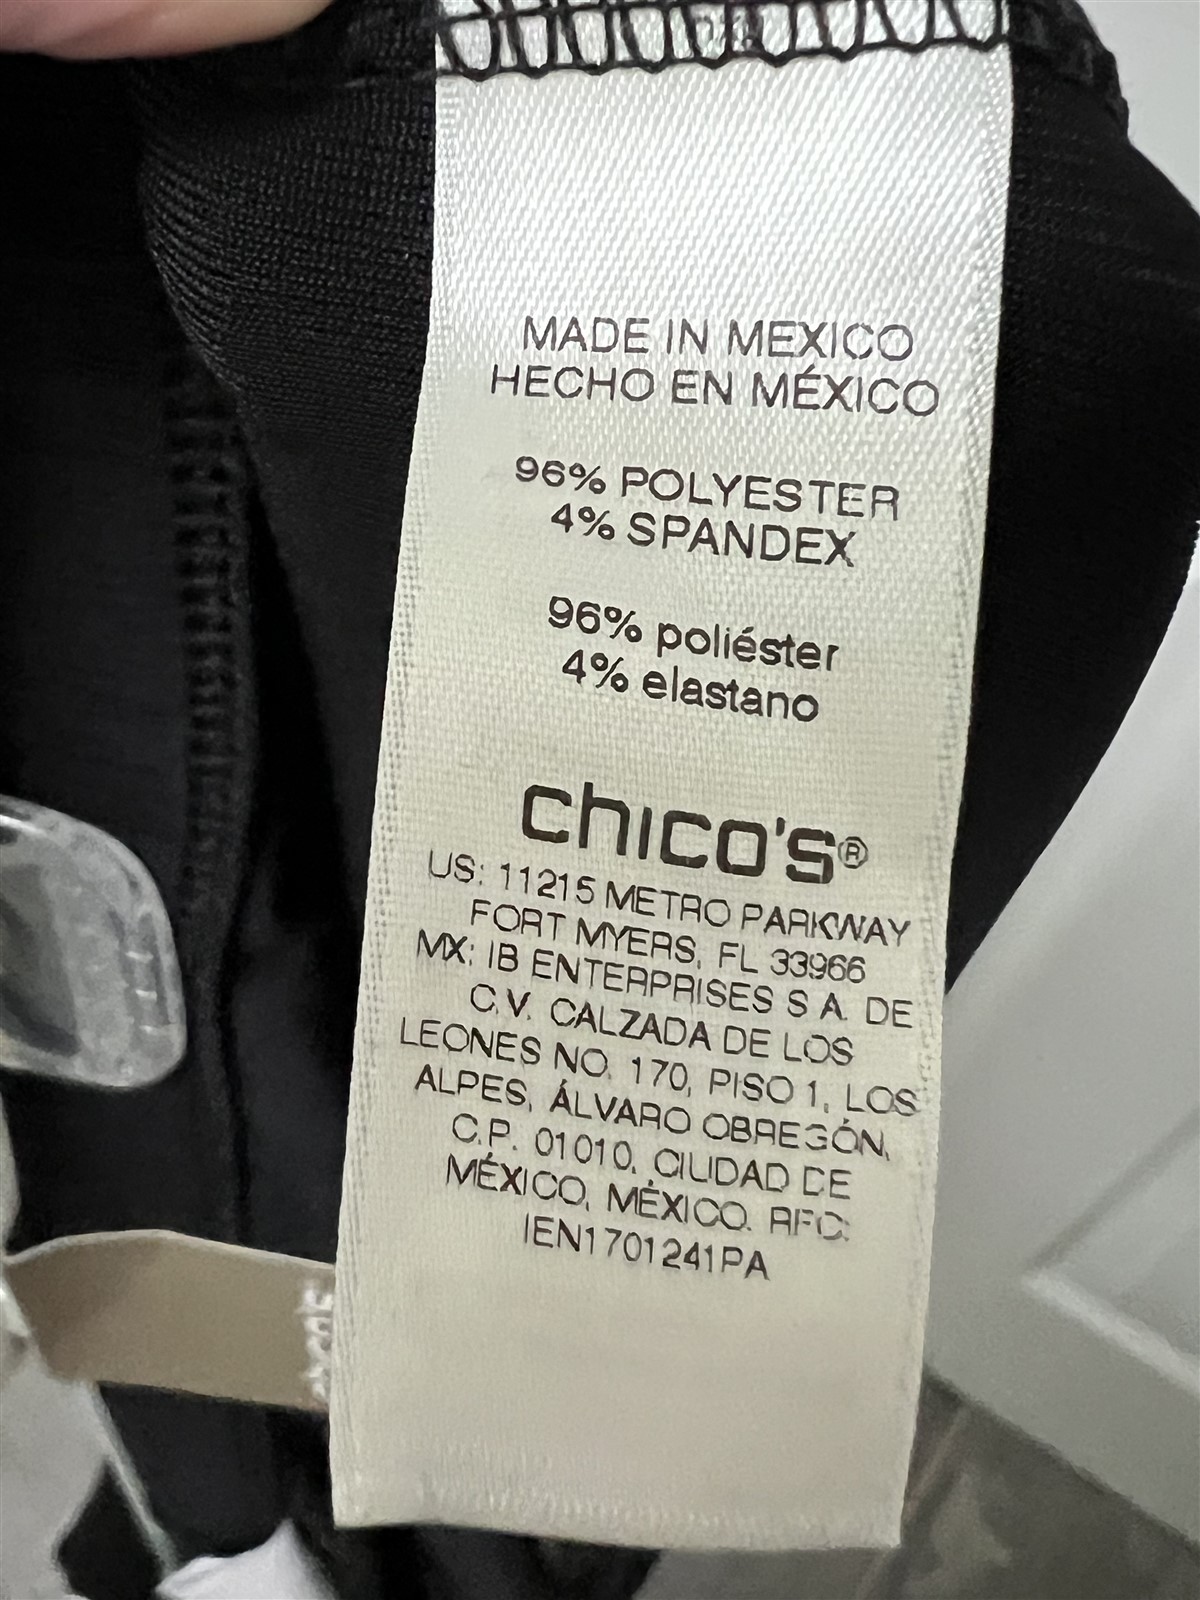 MADE IN MEXICO
HECHO EN MÉXICO
96% POLYESTER
4% SPANDEX
96% poliéster
4% elastano
chico's®
US: 11215 METRO PARKWAY
FORT MYERS, FL 33966
MX: IB ENTERPRISES S.A. DE
C.V. CALZADA DE LOS
LEONES NO. 170, PISO 1, LOS
ALPES, ÁLVARO OBREGÓN,
C.P. 01010, CIUDAD DE
MÉXICO, MÉXICO. RFC:
IEN1701241PA